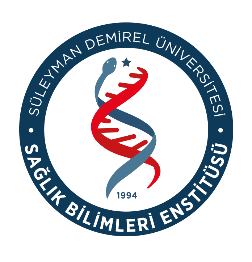 SÜLEYMAN DEMİREL ÜNİVERSİTESİ
1994
SAĞLIK BİLİMLERİ ENSTİTÜSÜ